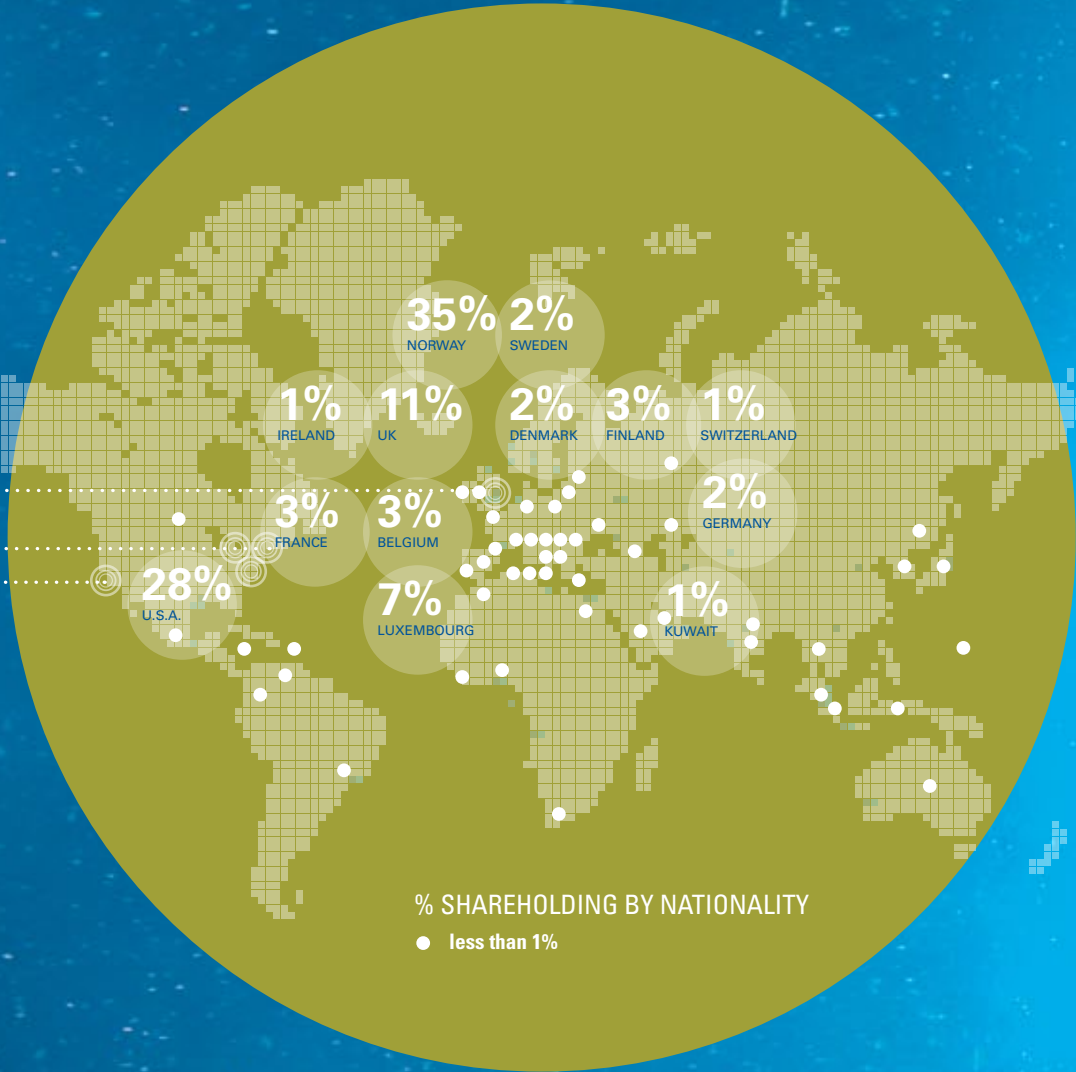 35%
NORWAY
2%
SWEDEN
1%
IRELAND
11%
UK
2%
DENMARK
3%
FINLAND
1%
SWITZERLAND
3%
FRANCE
3%
BELGIUM
2%
GERMANY
28%
U.S.A.
7%
LUXEMBOURG
1%
KUWAIT
% SHAREHOLDING BY NATIONALITY
less than 1%